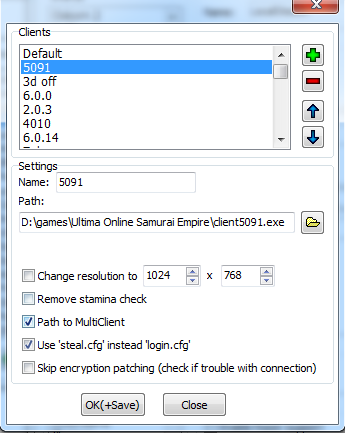 Clients
Default
5091
3d off
6.0.0
2.0.3
4010
6.0.14
Settings
Name: 5091
Path:
D:\games\Ultima Online Samurai Empire\client5091.exe
Change resolution to 1024 x 768
Remove stamina check
Path to MultiClient
Use 'steal.cfg' instead 'login.cfg'
Skip encryption patching (check if trouble with connection)
OK(+Save) Close